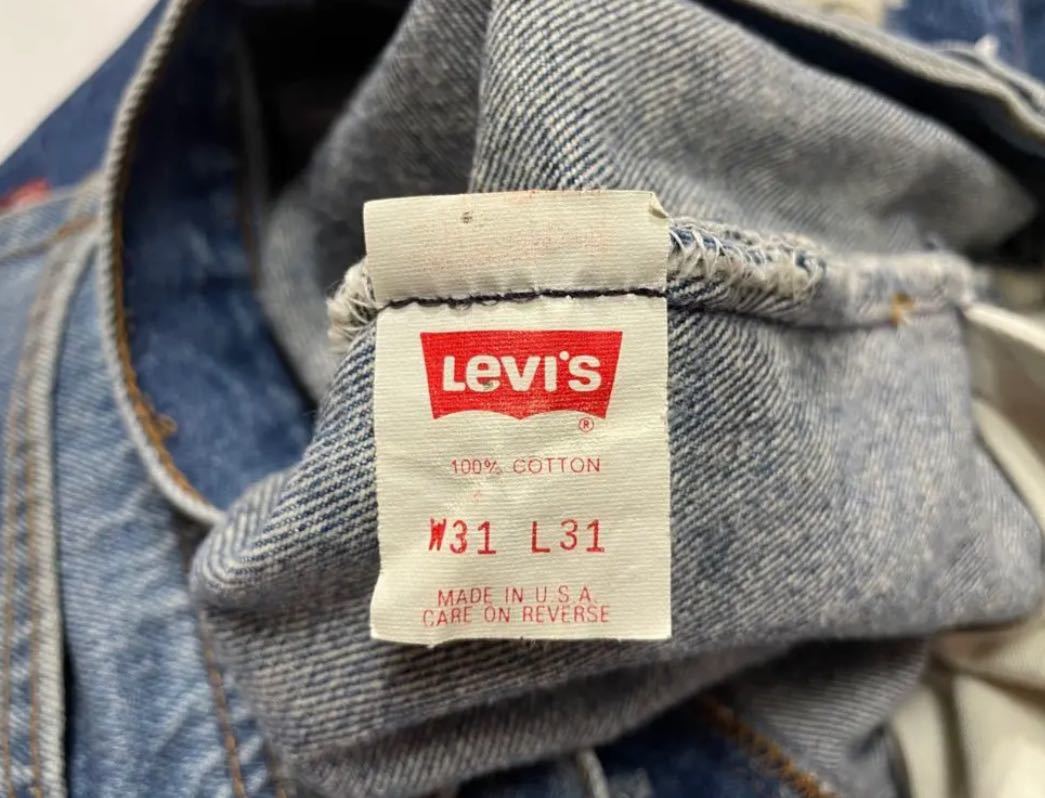 Levi's
®
100% COTTON
W31 L31
MADE IN U.S.A.
CARE ON REVERSE